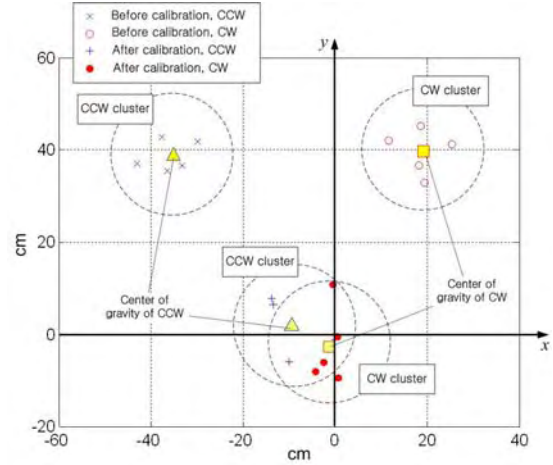 Before calibration, CCW
Before calibration, CW
After calibration, CCW
After calibration, CW
y
60
CCW cluster
CW cluster
40
cm
20
CCW cluster
Center of
gravity of CCW
Center of
gravity of CW
0
x
CW cluster
-20
-60
-40
-20
0
20
40
cm